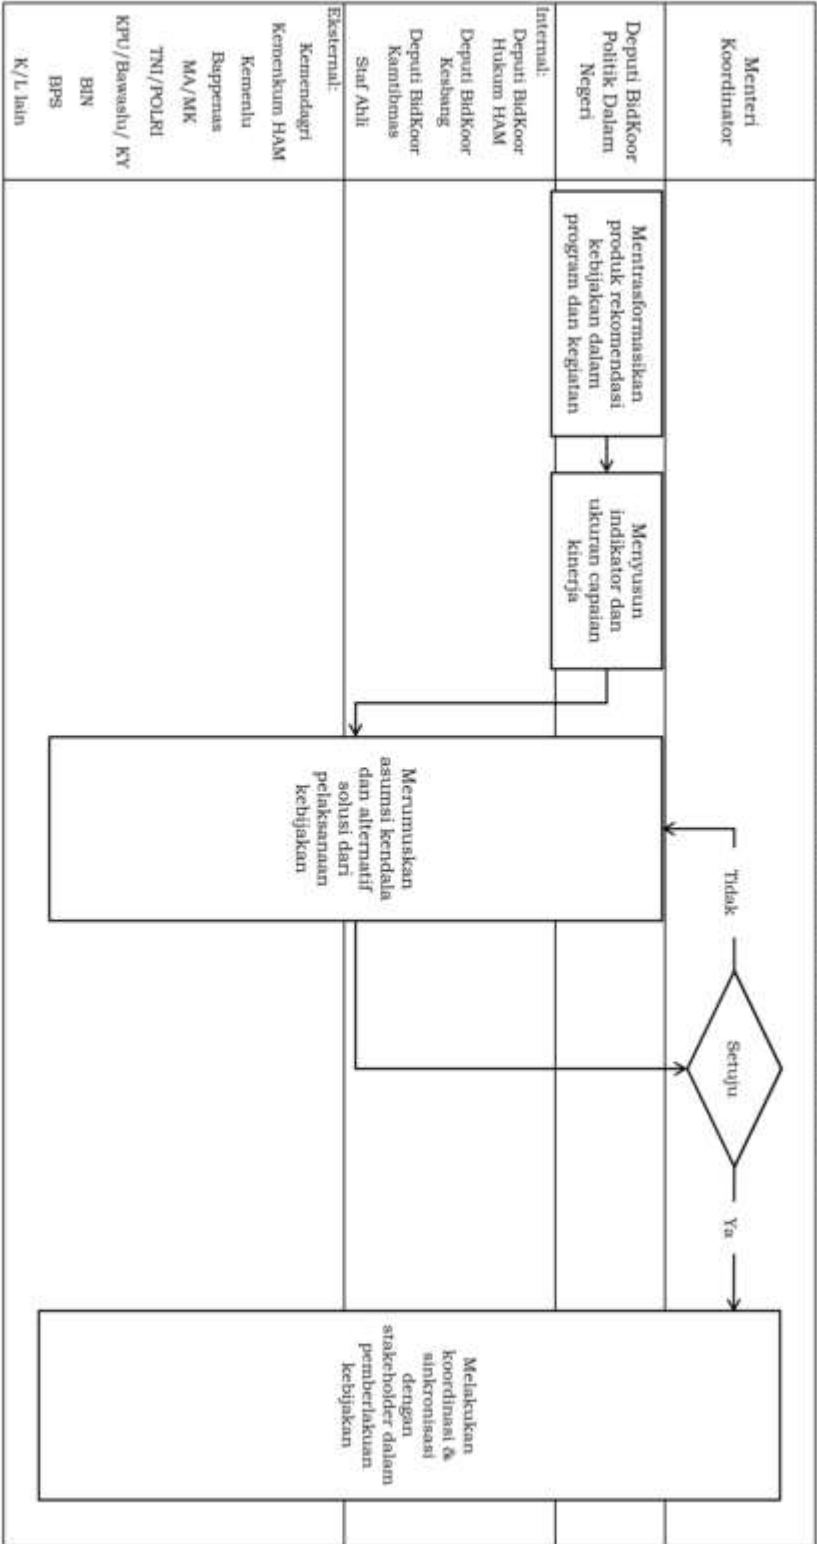 Menteri
Koordinator
Deputi BidKoor
Politik Dalam
Negeri
Internal:
Deputi BidKoor
Hukum HAM
Deputi BidKoor
Kesbang
Deputi BidKoor
Kamtibmas
Staf Ahli
Eksternal:
Kemendagri
Kemenkum HAM
Kemenlu
Bappenas
MA/MK
TNI/POLRI
KPU/Bawaslu/ KY
BIN
BPS
K/L lain
Mentrasformasikan
produk rekomendasi
kebijakan dalam
program dan kegiatan
Menyusun
indikator dan
ukuran capaian
kinerja
Merumuskan
asumsi kendala
dan alternatif
solusi dari
pelaksanaan
kebijakan
Tidak
Setuju
Ya
Melakukan
koordinasi &
sinkronisasi
dengan
stakeholder dalam
pemberlakuan
kebijakan